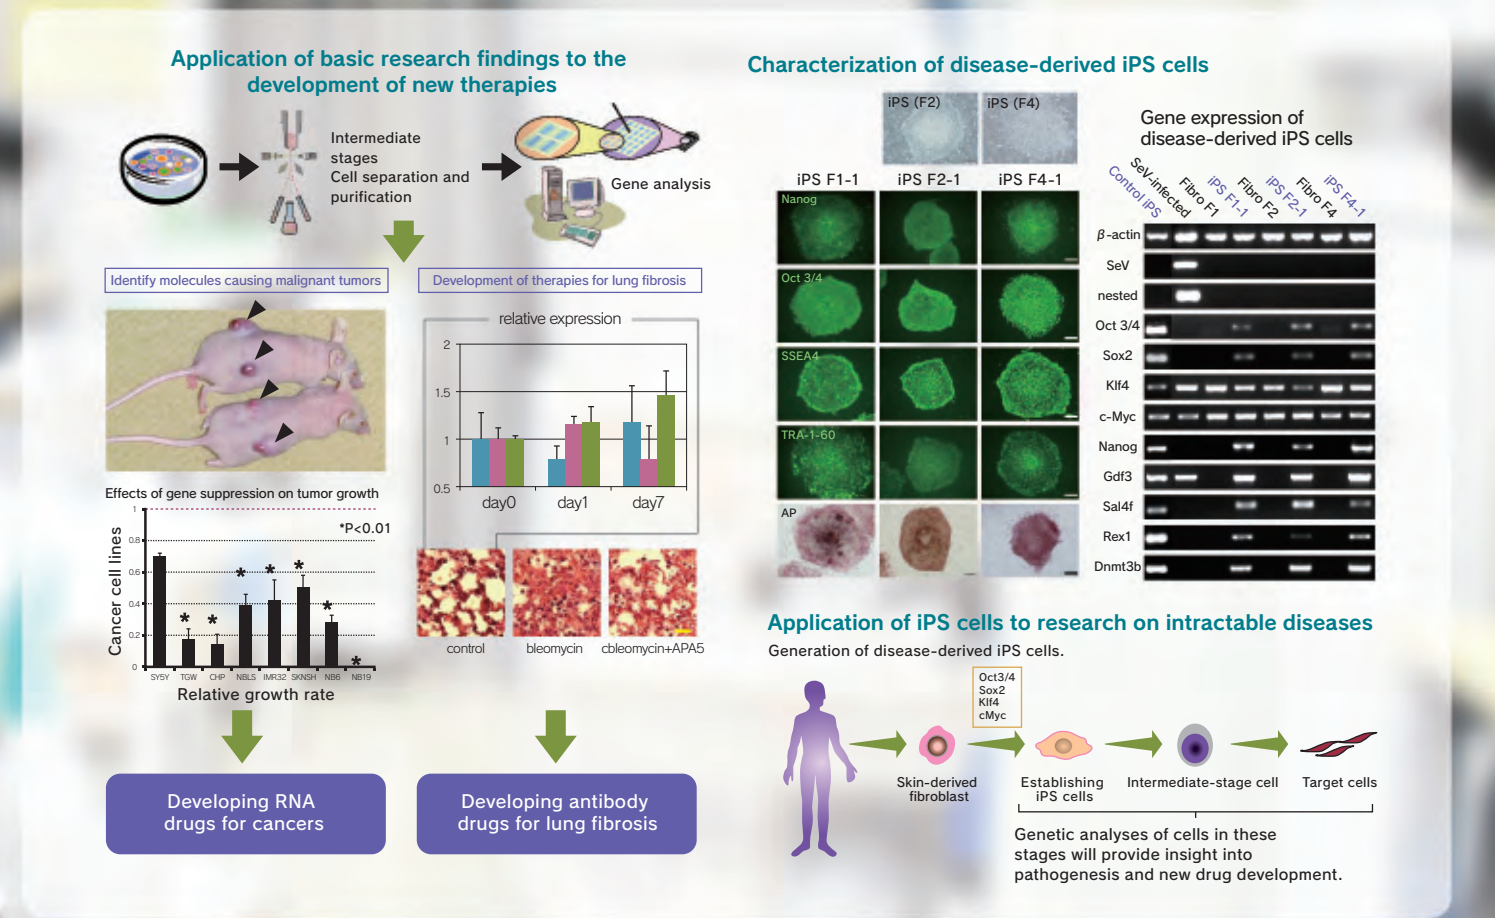 Application of basic research findings to the
development of new therapies
Intermediate
stages
Cell separation and
purification
Gene analysis
Identify molecules causing malignant tumors
Effects of gene suppression on tumor growth
1
0.8
0.6
0.4
0.2
0
*P<0.01
Cancer cell lines
*
*
*
*
*
*
*
SY5Y TGW CHP NBLS IMR32 SKNSH NB6 NB19
Relative growth rate
Developing RNA
drugs for cancers
Development of therapies for lung fibrosis
relative expression
2
1.5
1
0.5
day0 day1 day7
control bleomycin cbleomycin+APA5
Developing antibody
drugs for lung fibrosis
Characterization of disease-derived iPS cells
iPS (F2) iPS (F4)
iPS F1-1 iPS F2-1 iPS F4-1
Nanog
Oct 3/4
SSEA4
TRA-1-60
AP
Gene expression of
disease-derived iPS cells
Control iPS
SeV-infected
Fibro F1
iPS F1-1
Fibro F2
iPS F2-1
Fibro F4
iPS F4-1
β-actin
SeV
nested
Oct 3/4
Sox2
Klf4
c-Myc
Nanog
Gdf3
Sal4f
Rex1
Dnmt3b
Application of iPS cells to research on intractable diseases
Generation of disease-derived iPS cells.
Oct3/4
Sox2
Klf4
cMyc
Skin-derived
fibroblast
Establishing
iPS cells
Intermediate-stage cell
Target cells
Genetic analyses of cells in these
stages will provide insight into
pathogenesis and new drug development.